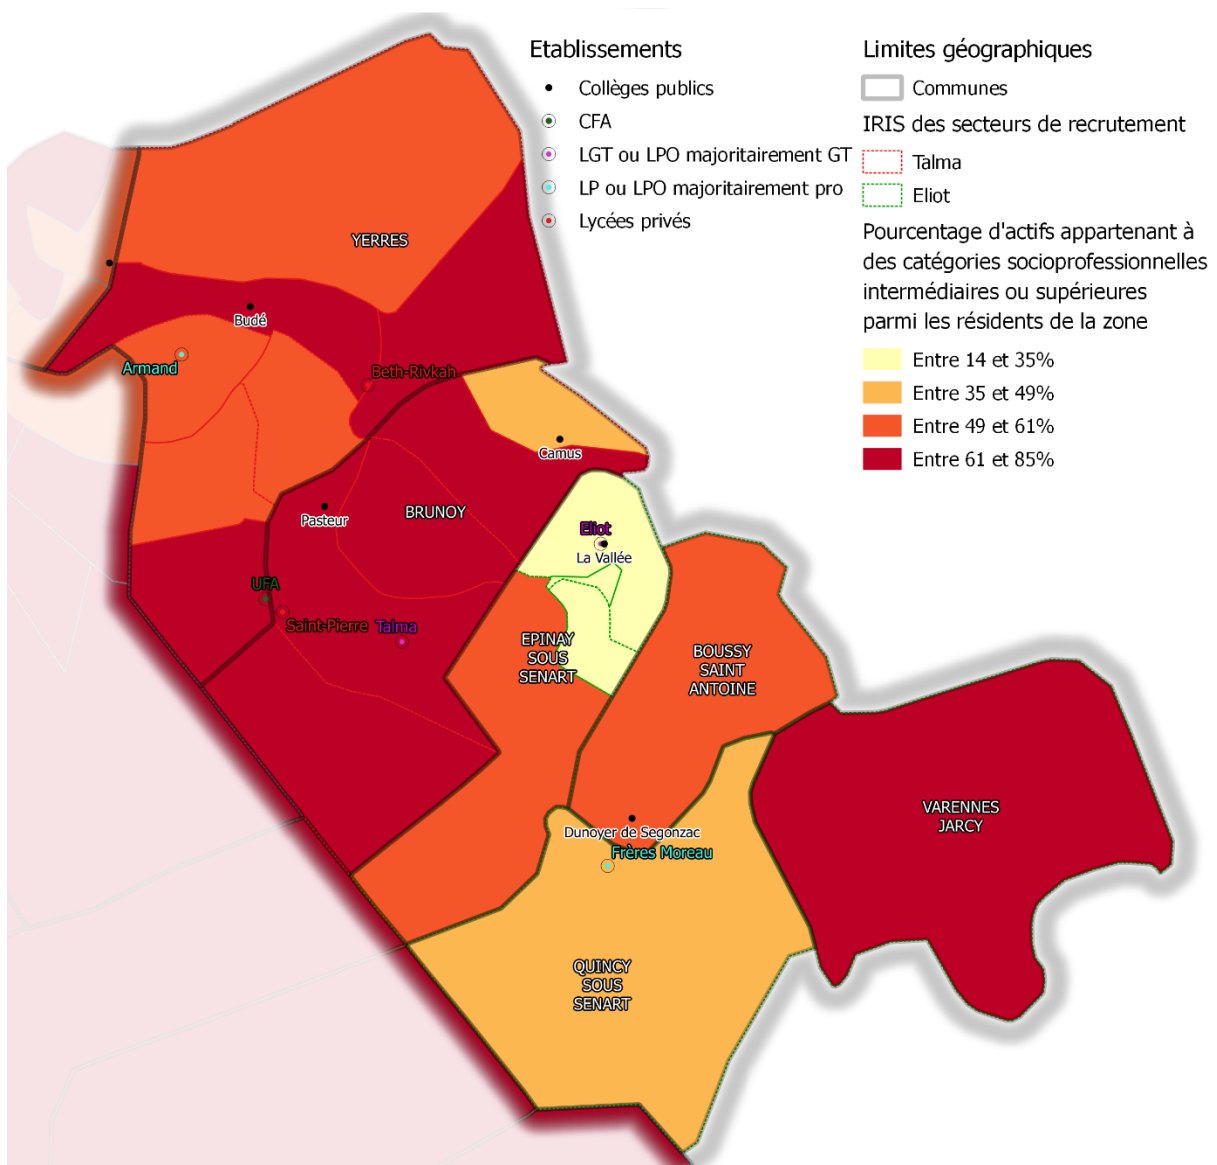 Etablissements
Collèges publics
CFA
LGT ou LPO majoritairement GT
LP ou LPO majoritairement pro
Lycées privés
Limites géographiques
Communes
IRIS des secteurs de recrutement
Talma
Eliot
Pourcentage d'actifs appartenant à
des catégories socioprofessionnelles
intermédiaires ou supérieures
parmi les résidents de la zone
Entre 14 et 35%
Entre 35 et 49%
Entre 49 et 61%
Entre 61 et 85%
YERRES
Budé
Armand
Beth-Rivkah
Camus
Pasteur
BRUNOY
Eliot
La Vallée
UFA
Saint-Pierre
Talma
EPINAY
SOUS
SENART
BOUSSY
SAINT
ANTOINE
VARENNES
JARCY
Dunoyer de Segonzac
Frères Moreau
QUINCY
SOUS
SENART